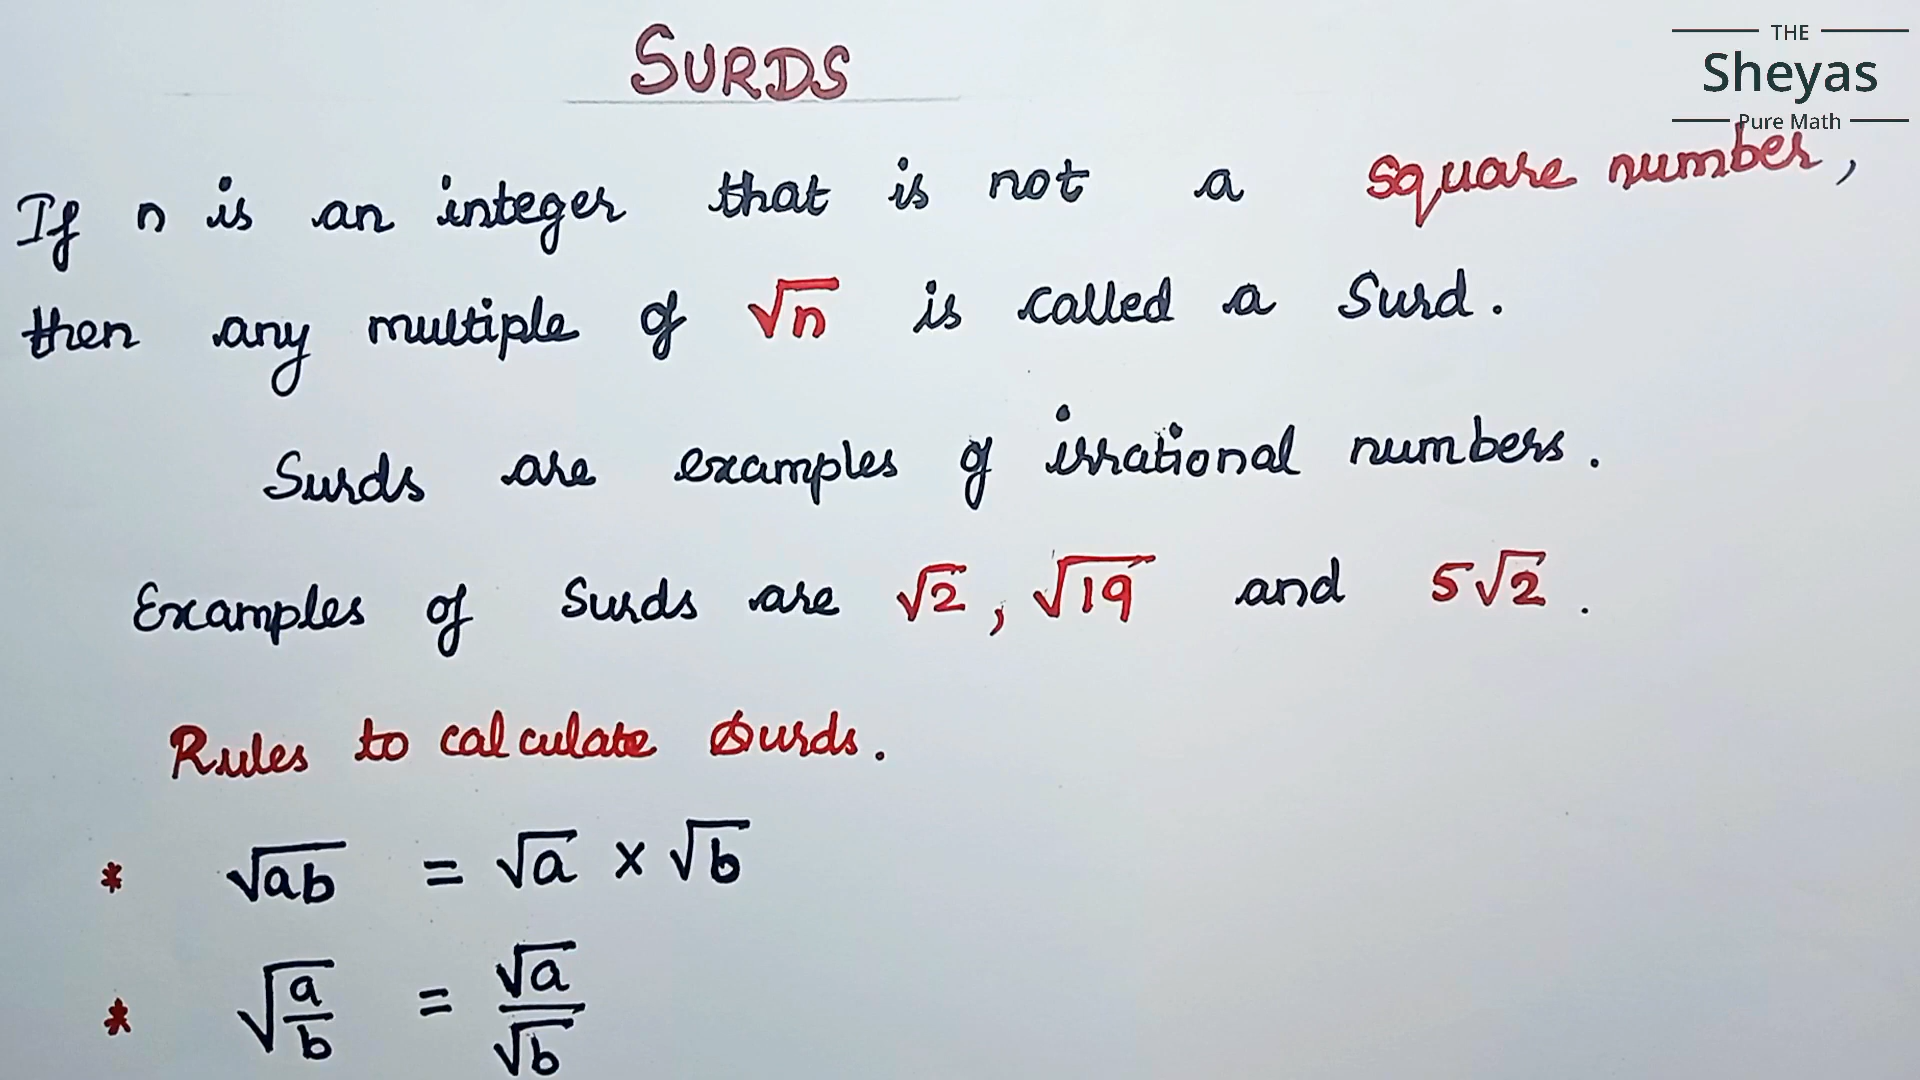 SURDS
THE
Sheyas
Pure Math
If n is an integer that is not a square number,
then any multiple of √n is called a Surd.
Surds are examples of irrational numbers.
Examples of Surds are √2, √19 and 5√2.
Rules to calculate Surds.
* √ab = √a × √b
* √(a/b) = √a/√b